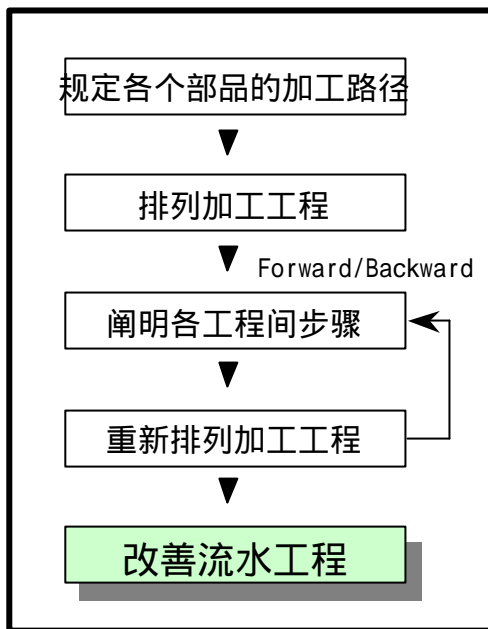 规定各个部品的加工路径
排列加工工程
Forward/Backward
阐明各工程间步骤
重新排列加工工程
改善流水工程